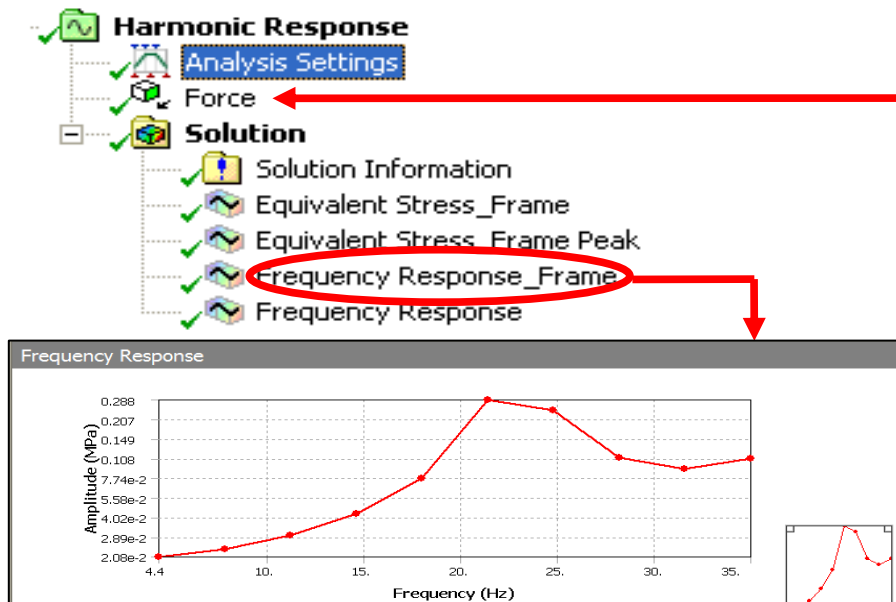 Harmonic Response
Analysis Settings
Force
Solution
Solution Information
Equivalent Stress_Frame
Equivalent Stress_Frame Peak
Frequency Response_Frame
Frequency Response
Frequency Response
Amplitude (MPa)
0.288
0.207
0.149
0.108
7.74e-2
5.58e-2
4.02e-2
2.89e-2
2.08e-2
4.4 10. 15. 20. 25. 30. 35.
Frequency (Hz)